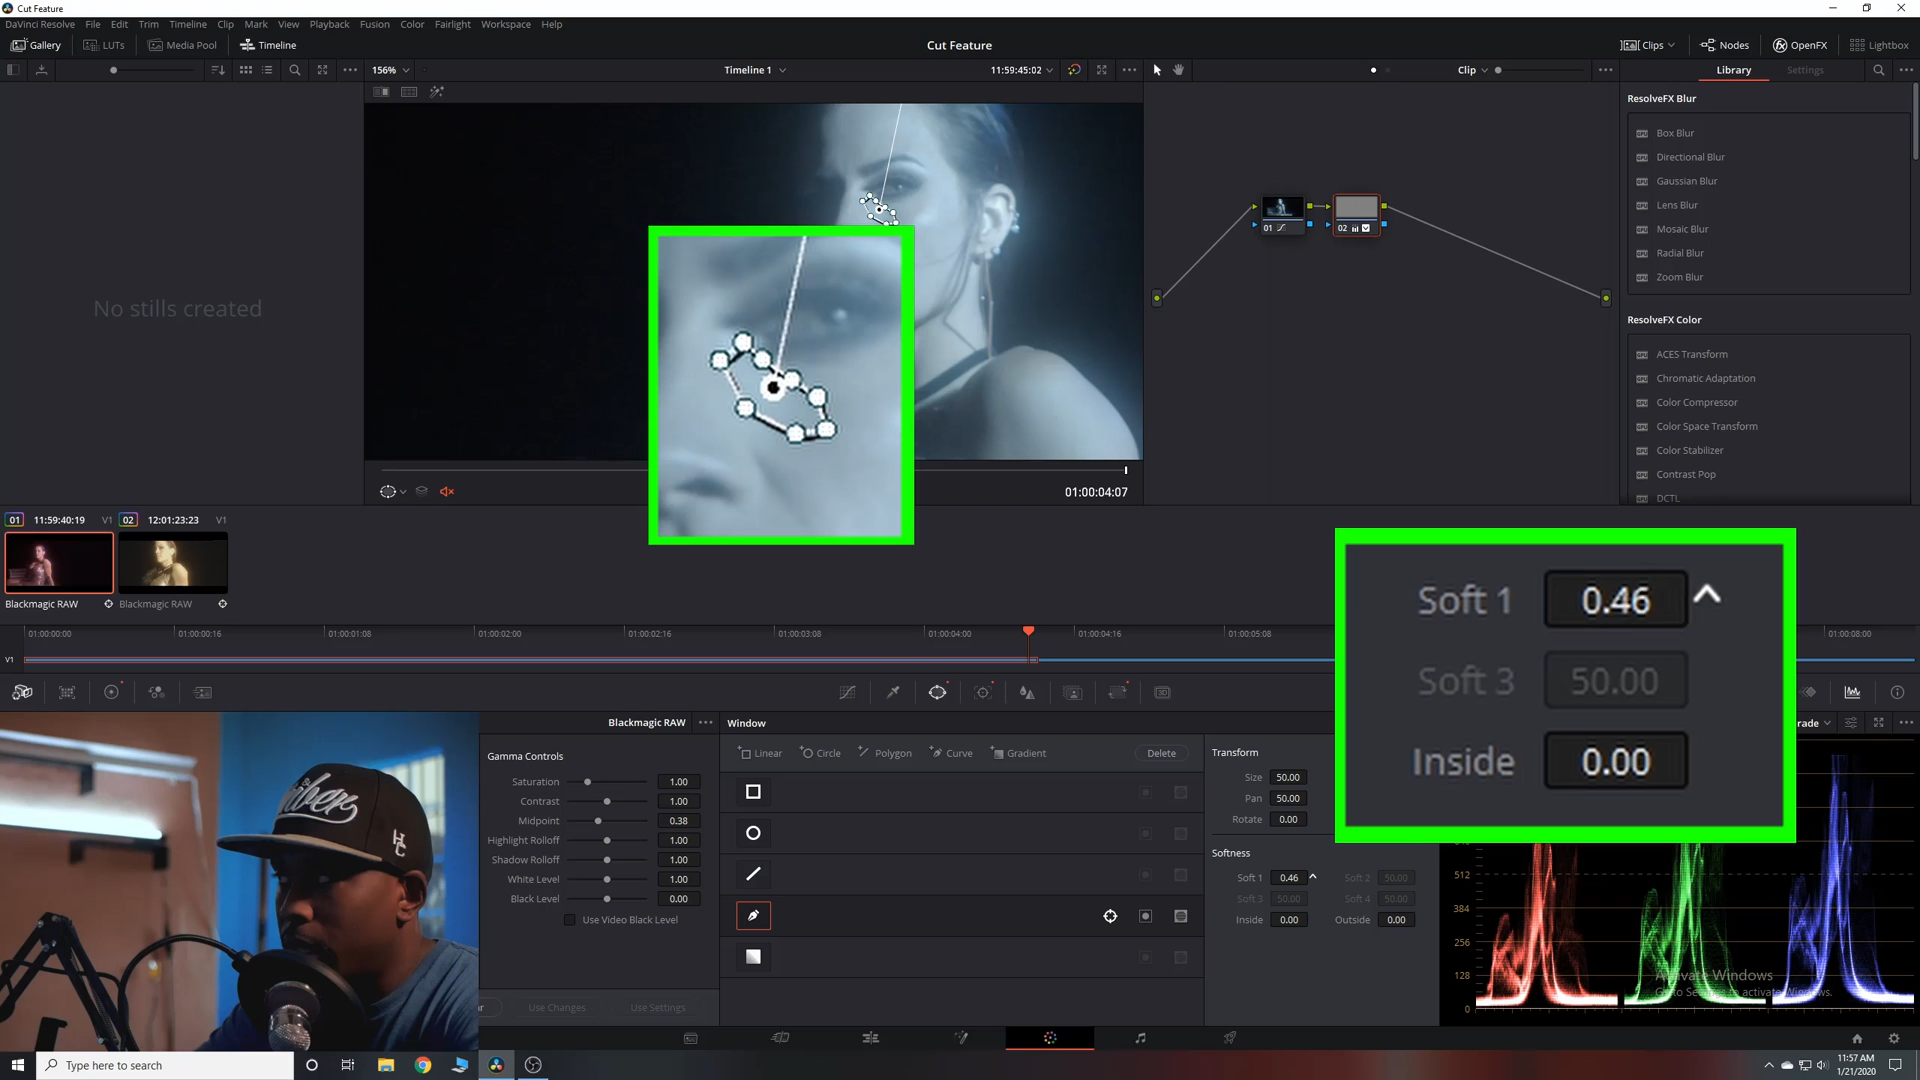 Cut Feature
DaVinci Resolve File Edit Trim Timeline Clip Mark View Playback Fusion Color Fairlight Workspace Help
Gallery LUTs Media Pool Timeline Cut Feature Clips Nodes OpenFX Lightbox
156% Timeline 1 11:59:45:02 Clip Library Settings
ResolveFX Blur
Box Blur
Directional Blur
Gaussian Blur
Lens Blur
Mosaic Blur
Radial Blur
Zoom Blur
ResolveFX Color
ACES Transform
Chromatic Adaptation
Color Compressor
Color Space Transform
Color Stabilizer
Contrast Pop
DCTL
01 02
No stills created
01:00:04:07
01 11:59:40:19 V1 02 12:01:23:23 V1
Blackmagic RAW Blackmagic RAW
01:00:00:00 01:00:00:16 01:00:01:08 01:00:02:00 01:00:02:16 01:00:03:08 01:00:04:00 01:00:04:16 01:00:05:08 01:00:08:00
V1
Soft 1 0.46
Soft 3 50.00
Inside 0.00
3D
Blackmagic RAW
Gamma Controls
Saturation 1.00
Contrast 1.00
Midpoint 0.38
Highlight Rolloff 1.00
Shadow Rolloff 1.00
White Level 1.00
Black Level 0.00
Use Video Black Level
Use Changes Use Settings
Window
Linear Circle Polygon Curve Gradient Delete
Transform
Size 50.00
Pan 50.00
Rotate 0.00
Softness
Soft 1 0.46 Soft 2 50.00
Soft 3 50.00 Soft 4 50.00
Inside 0.00 Outside 0.00
rade
512
384
256
128
0
Activate Windows
Go to Settings to activate Windows.
HC
Type here to search
11:57 AM
1/21/2020